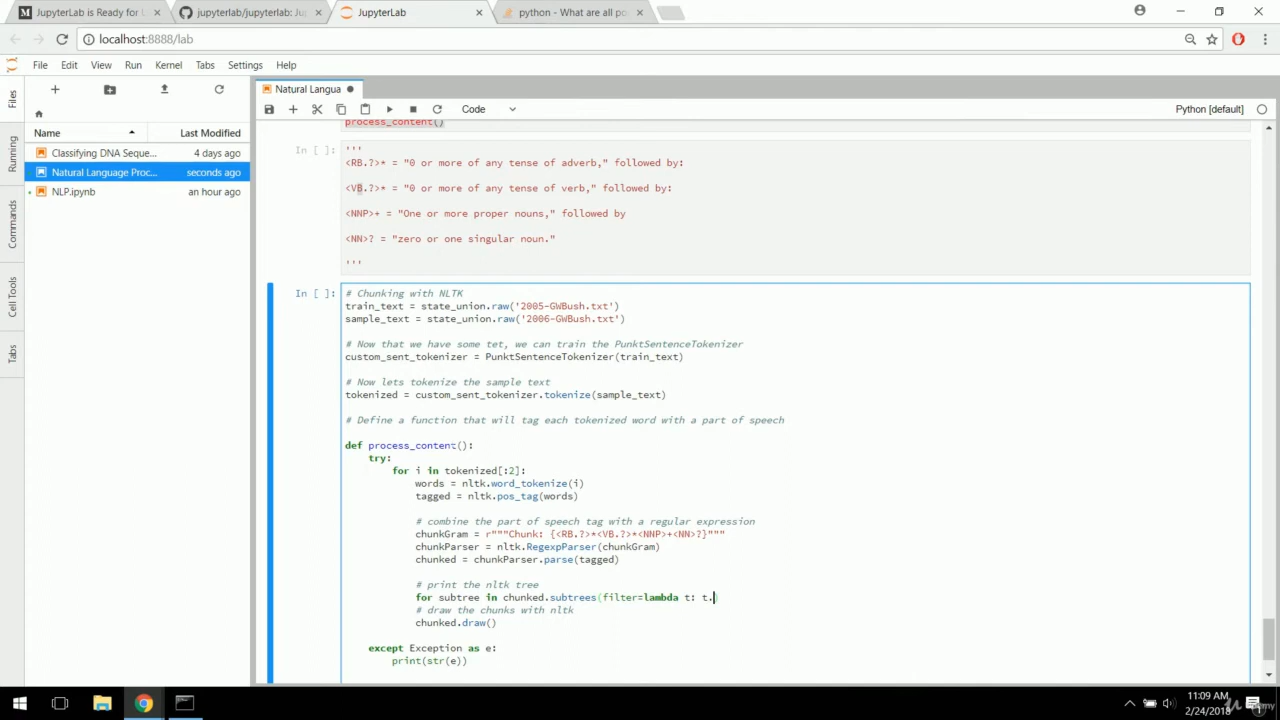 JupyterLab is Ready for
jupyterlab/jupyterlab: Ju
JupyterLab
python - What are all po
localhost:8888/lab
File Edit View Run Kernel Tabs Settings Help
Files
Running
Commands
Cell Tools
Tabs
Name Last Modified
Classifying DNA Seque... 4 days ago
Natural Language Proc... seconds ago
NLP.ipynb an hour ago
Natural Langua
Code
Python [default]
process_content()
In [ ]: '''
<RB.?>* = "0 or more of any tense of adverb," followed by:
<VB.?>* = "0 or more of any tense of verb," followed by:
<NNP>+ = "One or more proper nouns," followed by
<NN>? = "zero or one singular noun."
'''
In [ ]: # Chunking with NLTK
train_text = state_union.raw('2005-GWBush.txt')
sample_text = state_union.raw('2006-GWBush.txt')
# Now that we have some tet, we can train the PunktSentenceTokenizer
custom_sent_tokenizer = PunktSentenceTokenizer(train_text)
# Now lets tokenize the sample text
tokenized = custom_sent_tokenizer.tokenize(sample_text)
# Define a function that will tag each tokenized word with a part of speech
def process_content():
try:
for i in tokenized[:2]:
words = nltk.word_tokenize(i)
tagged = nltk.pos_tag(words)
# combine the part of speech tag with a regular expression
chunkGram = r"""Chunk: {<RB.?>*<VB.?>*<NNP>+<NN>?}"""
chunkParser = nltk.RegexpParser(chunkGram)
chunked = chunkParser.parse(tagged)
# print the nltk tree
for subtree in chunked.subtrees(filter=lambda t: t.)
# draw the chunks with nltk
chunked.draw()
except Exception as e:
print(str(e))
11:09 AM
2/24/2018